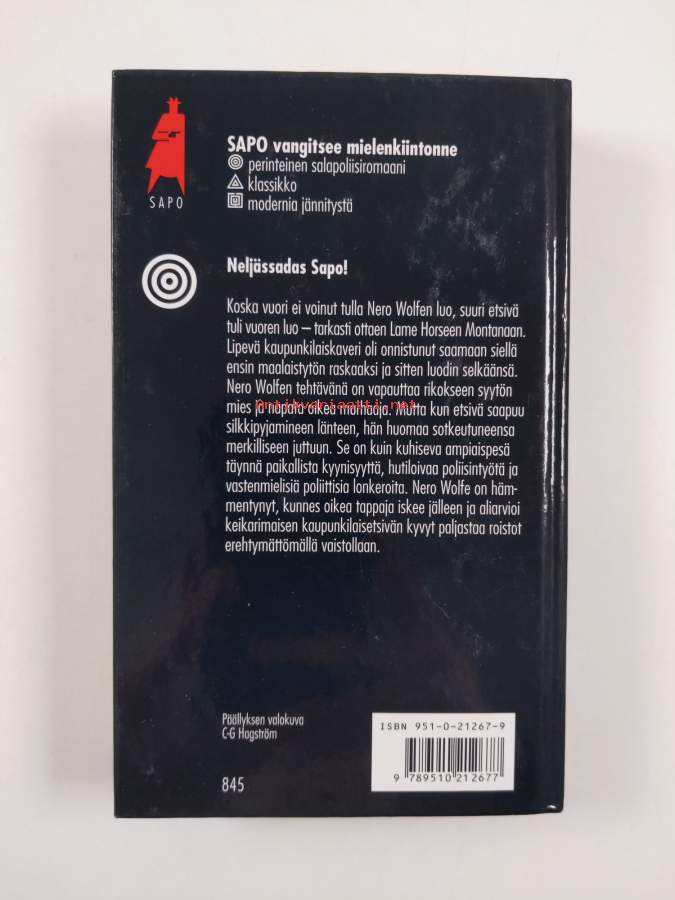 SAPO
SAPO vangitsee mielenkiintonne
perinteinen salapoliisiromaani
klassikko
modernia jännitystä
Neljässadas Sapo!
Koska vuori ei voinut tulla Nero Wolfen luo, suuri etsivä
tuli vuoren luo – tarkasti ottaen Lame Horseen Montanaan.
Lipevä kaupunkilaiskaveri oli onnistunut saamaan siellä
ensin maalaistytön raskaaksi ja sitten luodin selkäänsä.
Nero Wolfen tehtävänä on vapauttaa rikokseen syytön
mies ja napata oikea murhaaja. Mutta kun etsivä saapuu
silkkipyjamineen länteen, hän huomaa sotkeutuneensa
merkilliseen juttuun. Se on kuin kuhiseva ampiaispesä
täynnä paikallista kyynisyyttä, hutiloivaa poliisintyötä ja
vastenmielisiä poliittisia lonkeroita. Nero Wolfe on häm-
mentynyt, kunnes oikea tappaja iskee jälleen ja aliarvioi
keikarimaisen kaupunkilaisetsivän kyvyt paljastaa roistot
erehtymättömällä vaistollaan.
Antikvariaatti.net
Päällyksen valokuva
C-G Hagström
845
ISBN 951-0-21267-9
9 789510 212677